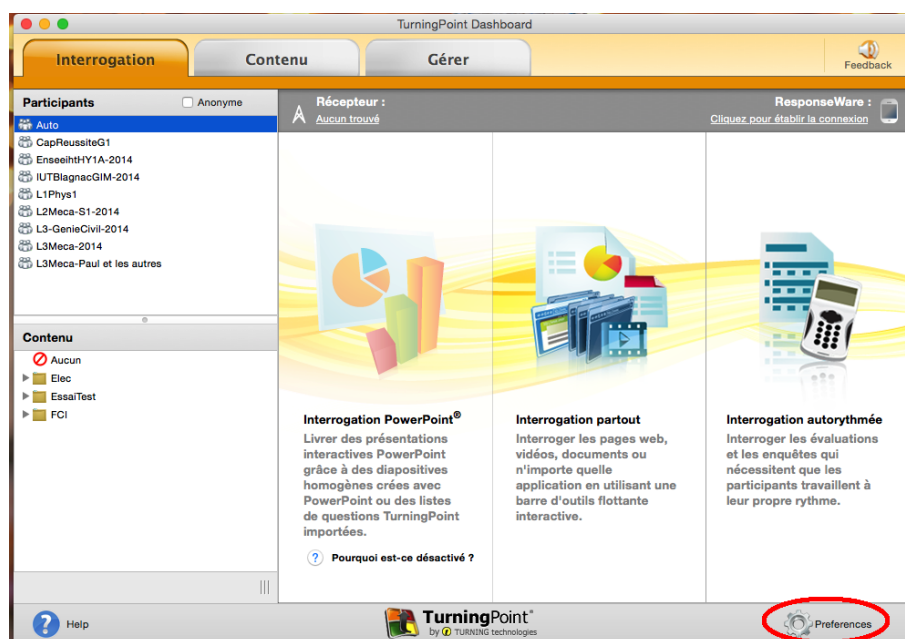 TurningPoint Dashboard
Interrogation
Contenu
Gérer
Feedback
Participants
Anonyme
Auto
CapReussiteG1
EnseeihtHY1A-2014
IUTBlagnacGIM-2014
L1Phys1
L2Meca-S1-2014
L3-GenieCivil-2014
L3Meca-2014
L3Meca-Paul et les autres
Contenu
Aucun
Elec
EssaiTest
FCI
Récepteur :
Aucun trouvé
ResponseWare :
Cliquez pour établir la connexion
Interrogation PowerPoint®
Livrer des présentations
interactives PowerPoint
grâce à des diapositives
homogènes crées avec
PowerPoint ou des listes
de questions TurningPoint
importées.
? Pourquoi est-ce désactivé ?
Interrogation partout
Interroger les pages web,
vidéos, documents ou
n'importe quelle
application en utilisant une
barre d'outils flottante
interactive.
Interrogation autorythmée
Interroger les évaluations
et les enquêtes qui
nécessitent que les
participants travaillent à
leur propre rythme.
? Help
TurningPoint®
by TURNING technologies
Preferences